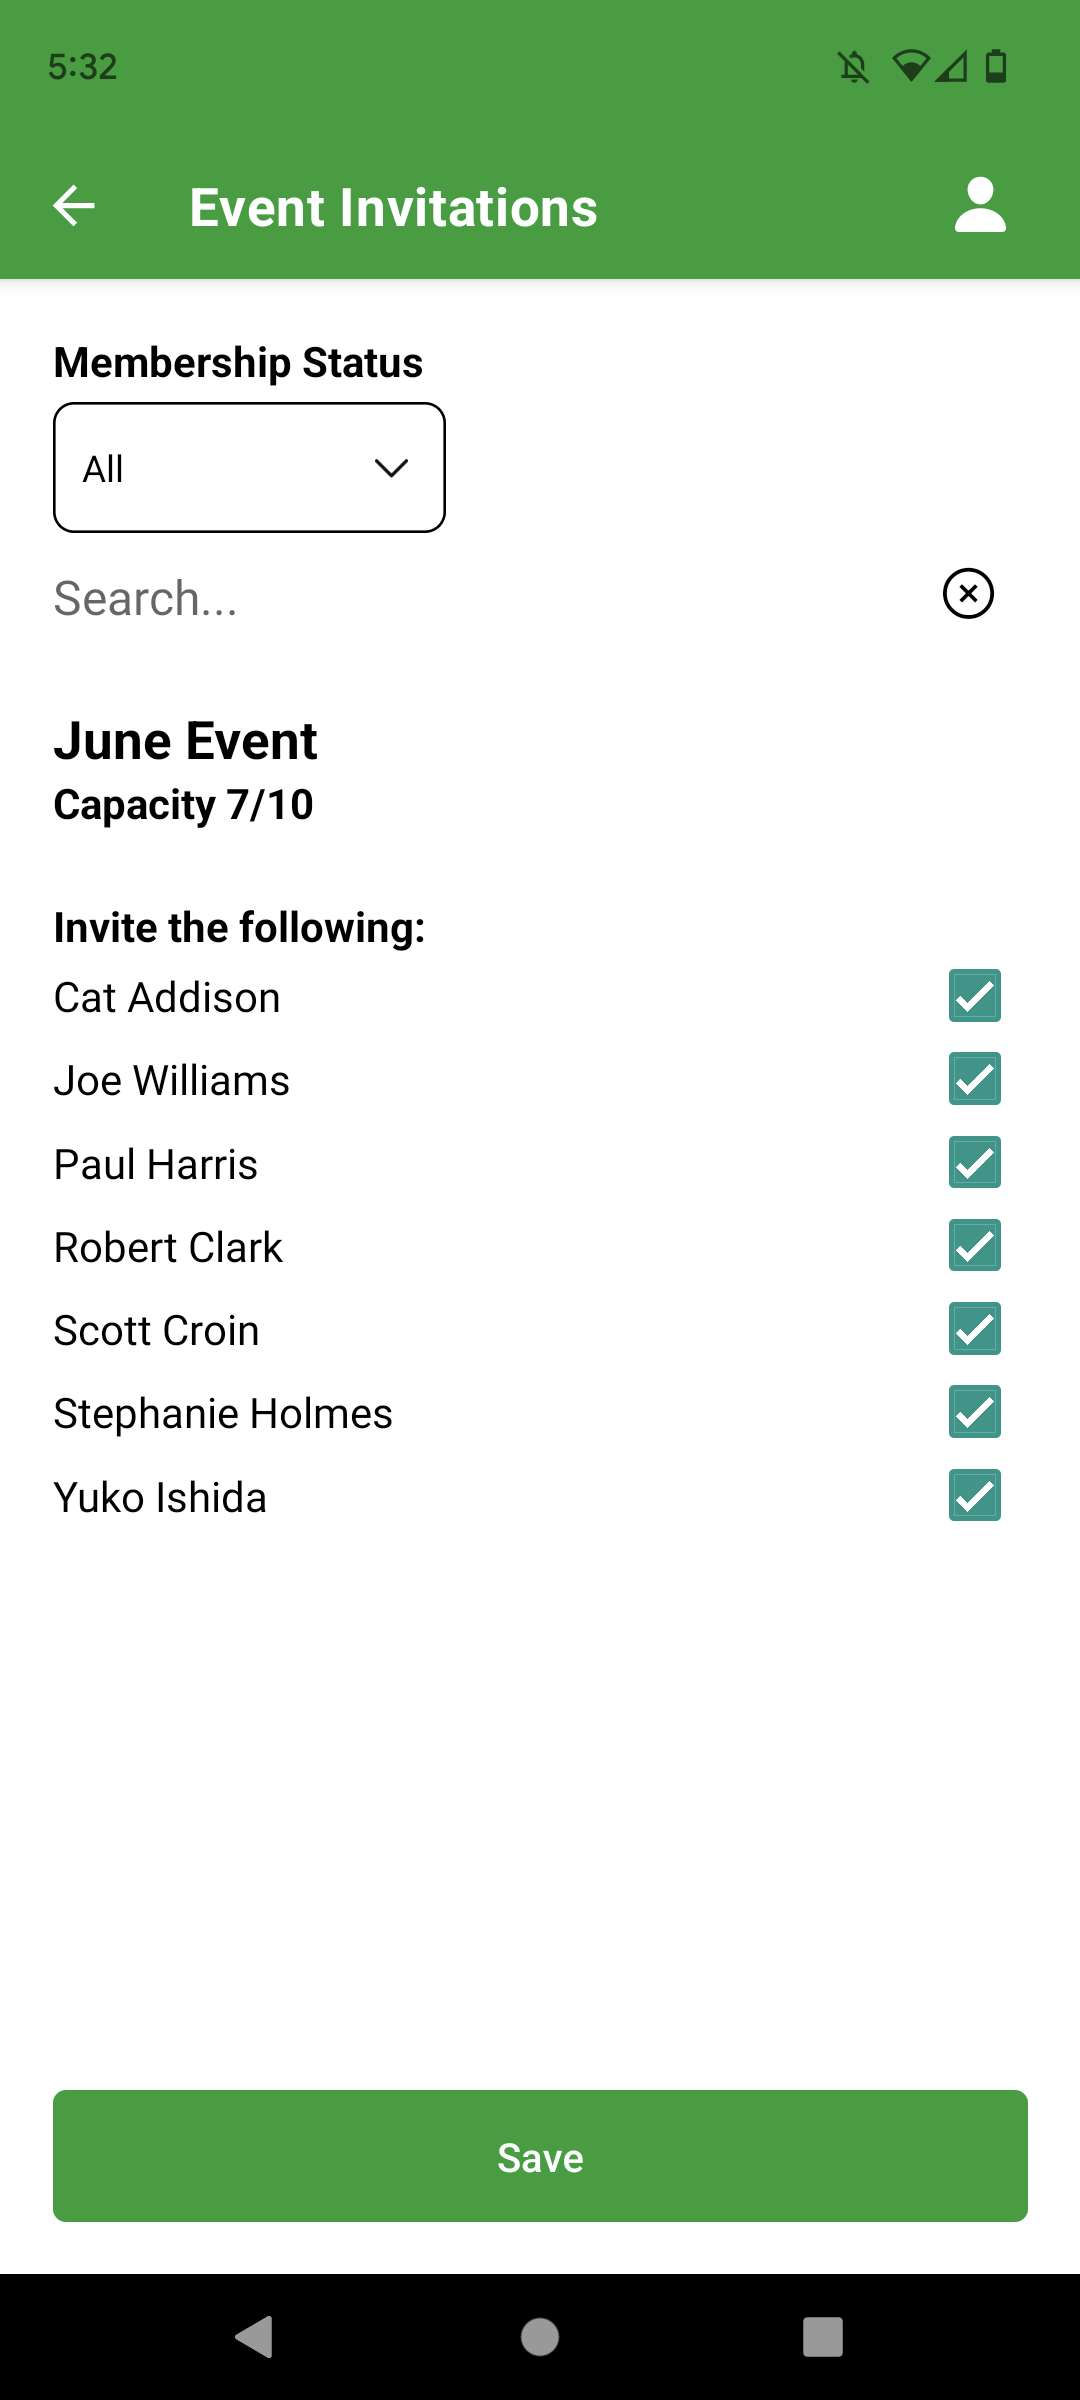 5:32
Event Invitations
Membership Status
All
Search...
June Event
Capacity 7/10
Invite the following:
Cat Addison
Joe Williams
Paul Harris
Robert Clark
Scott Croin
Stephanie Holmes
Yuko Ishida
Save